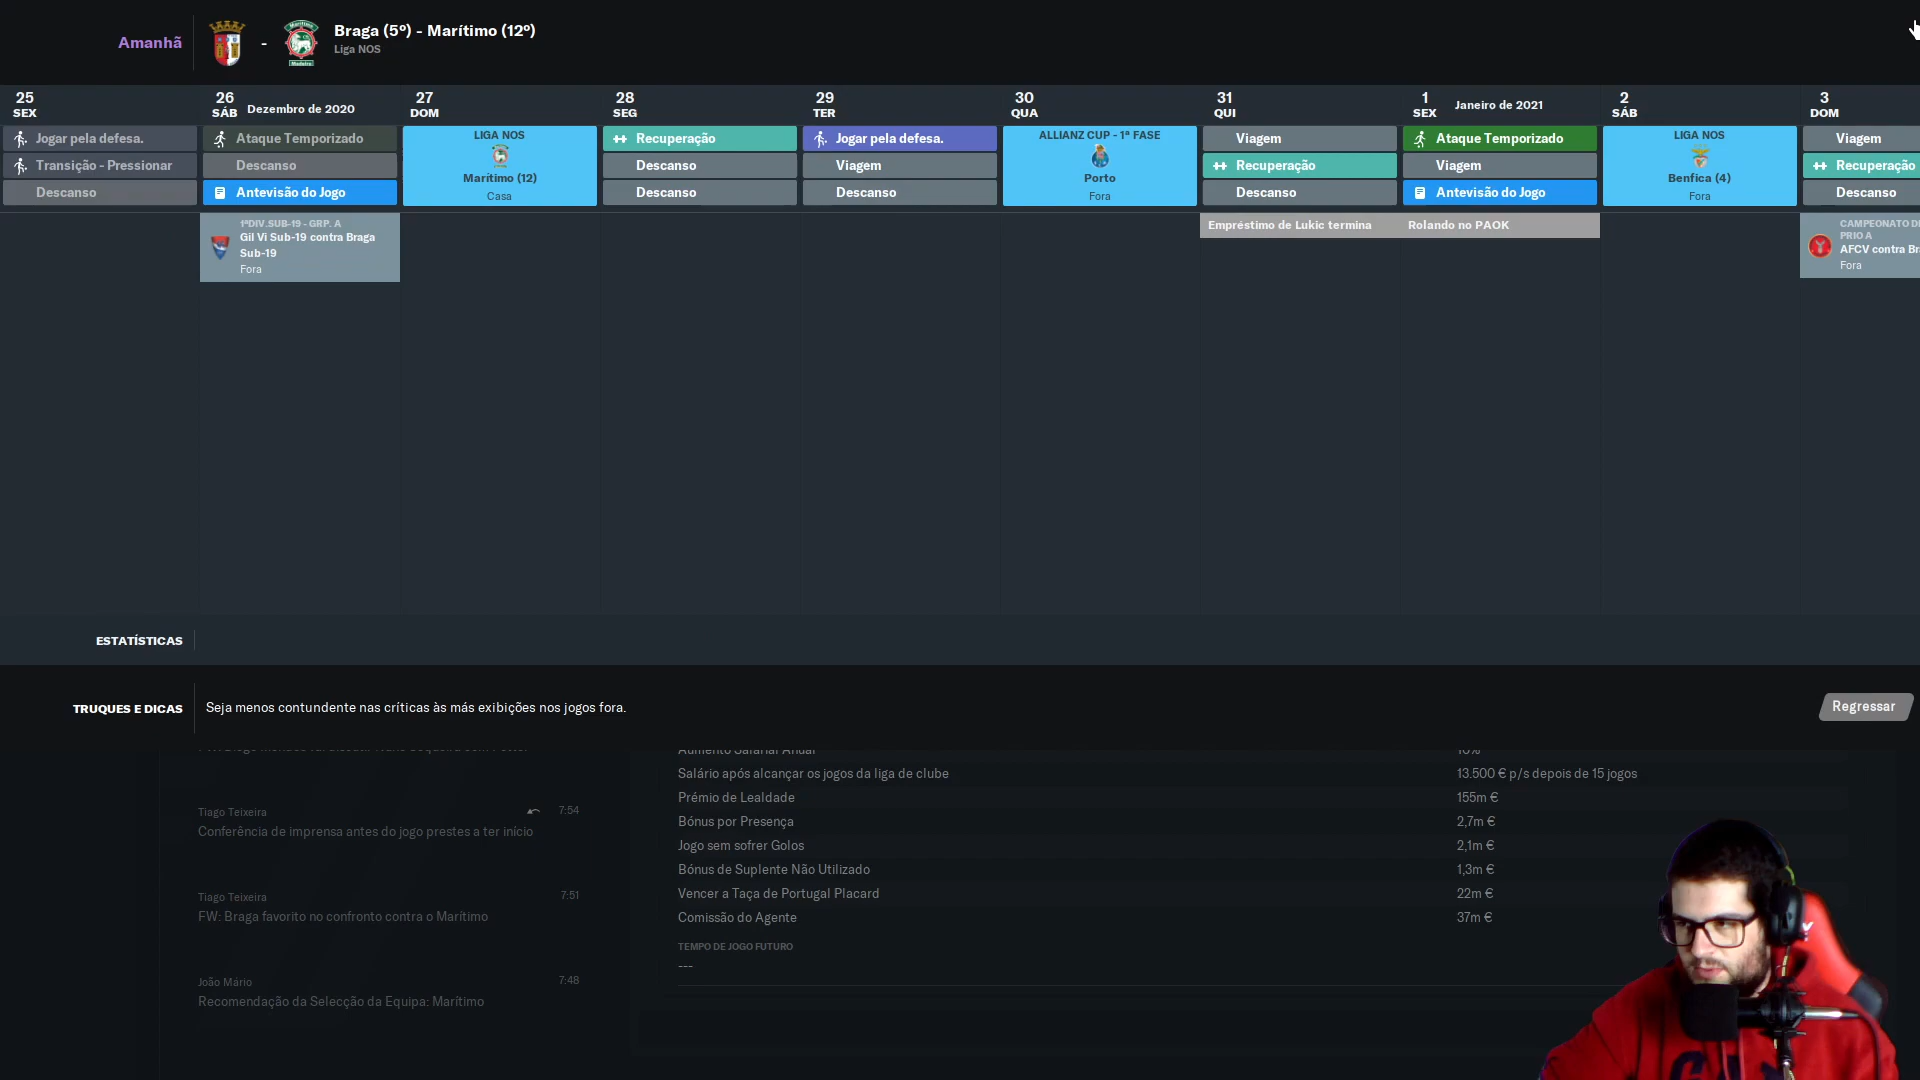 Amanhã
-
Braga (5º) - Marítimo (12º)
Liga NOS
25
SEX
26
SÁB
Dezembro de 2020
27
DOM
28
SEG
29
TER
30
QUA
31
QUI
1
SEX
Janeiro de 2021
2
SÁB
3
DOM
Jogar pela defesa.
Transição - Pressionar
Descanso
Ataque Temporizado
Descanso
Antevisão do Jogo
LIGA NOS
Marítimo (12)
Casa
Recuperação
Descanso
Descanso
Jogar pela defesa.
Viagem
Descanso
ALLIANZ CUP - 1ª FASE
Porto
Fora
Viagem
Recuperação
Descanso
Ataque Temporizado
Viagem
Antevisão do Jogo
LIGA NOS
Benfica (4)
Fora
Viagem
Recuperação
Descanso
1ªDIV.SUB-19 - GRP. A
Gil Vi Sub-19 contra Braga
Sub-19
Fora
Empréstimo de Lukic termina
Rolando no PAOK
CAMPEONATO DE
PRIO A
AFCV contra Bra
Fora
ESTATÍSTICAS
TRUQUES E DICAS
Seja menos contundente nas críticas às más exibições nos jogos fora.
Regressar
Aumento Salarial Anual
10%
Salário após alcançar os jogos da liga de clube
13.500 € p/s depois de 15 jogos
Prémio de Lealdade
155m €
Bónus por Presença
2,7m €
Jogo sem sofrer Golos
2,1m €
Bónus de Suplente Não Utilizado
1,3m €
Vencer a Taça de Portugal Placard
22m €
Comissão do Agente
37m €
TEMPO DE JOGO FUTURO
---
Tiago Teixeira
7:54
Conferência de imprensa antes do jogo prestes a ter início
Tiago Teixeira
7:51
FW: Braga favorito no confronto contra o Marítimo
João Mário
7:48
Recomendação da Selecção da Equipa: Marítimo